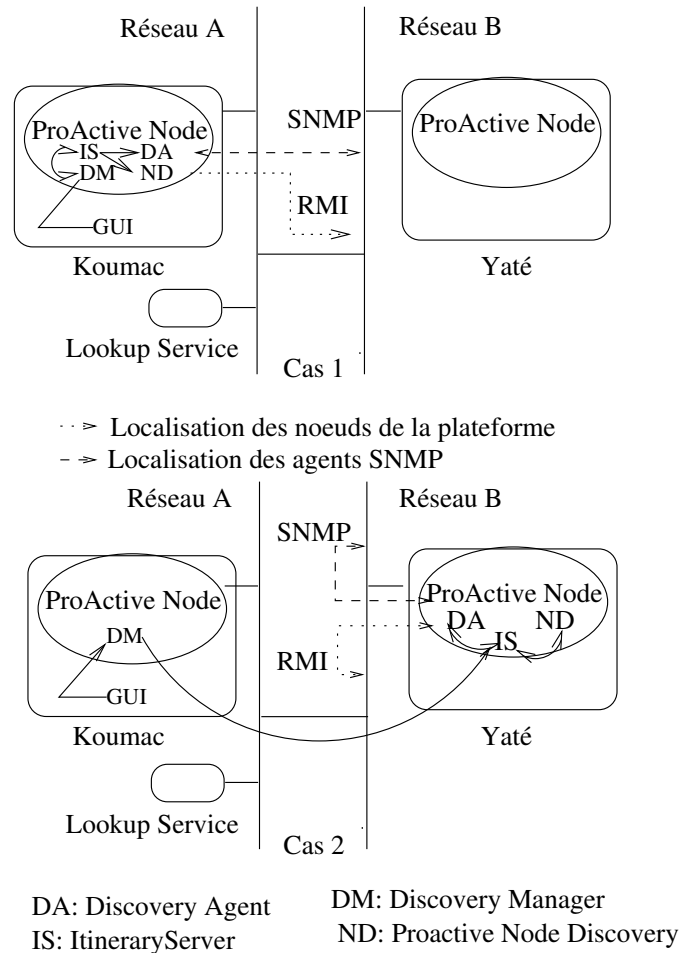 Réseau A
Réseau B
ProActive Node
IS
DA
DM
ND
GUI
SNMP
RMI
ProActive Node
Koumac
Yaté
Lookup Service
Cas 1
Localisation des noeuds de la plateforme
Localisation des agents SNMP
Réseau A
Réseau B
SNMP
ProActive Node
DM
GUI
RMI
ProActive Node
DA
ND
IS
Koumac
Yaté
Lookup Service
Cas 2
DA: Discovery Agent
DM: Discovery Manager
IS: ItineraryServer
ND: Proactive Node Discovery